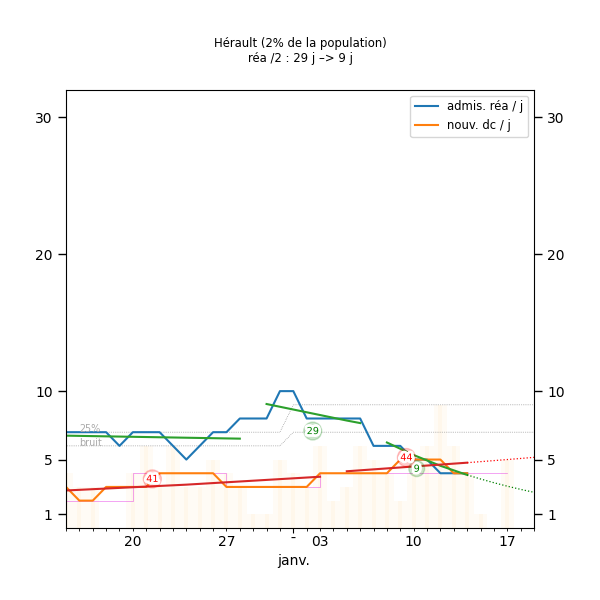 Hérault (2% de la population)
réa /2 : 29 j –> 9 j
admis. réa / j
nouv. dc / j
30 30
20 20
10 10
5 5
1 1
25%
bruit
41
29
44
9
20 27 - 03 10 17
janv.